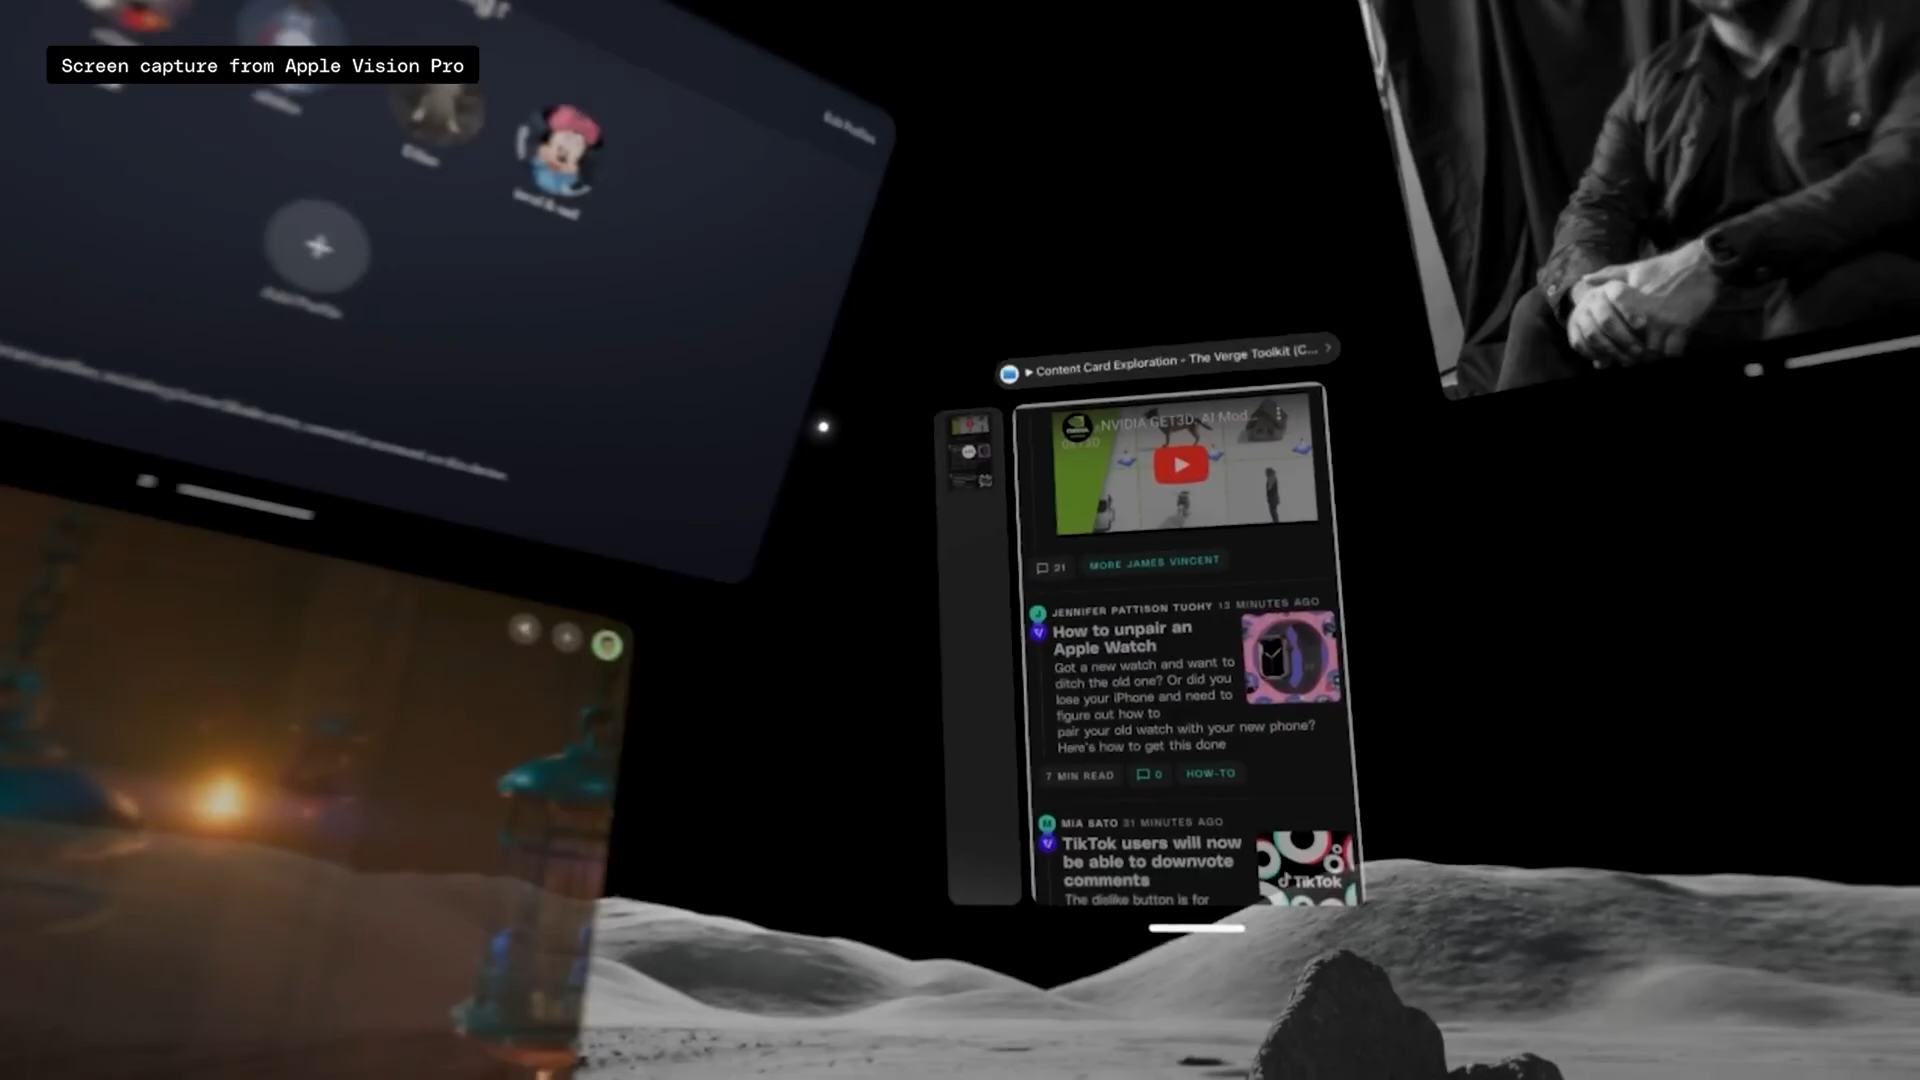 Screen capture from Apple Vision Pro
Edit Profiles
Add Profile
▶ Content Card Exploration - The Verge Toolkit (C... >
NVIDIA GET3D: AI Mod...
21
MORE JAMES VINCENT
JENNIFER PATTISON TUOHY 13 MINUTES AGO
How to unpair an
Apple Watch
Got a new watch and want to
ditch the old one? Or did you
lose your iPhone and need to
figure out how to
pair your old watch with your new phone?
Here's how to get this done
7 MIN READ
0
HOW-TO
M
MIA SATO 31 MINUTES AGO
TikTok users will now
be able to downvote
comments
The dislike button is for
TikTok